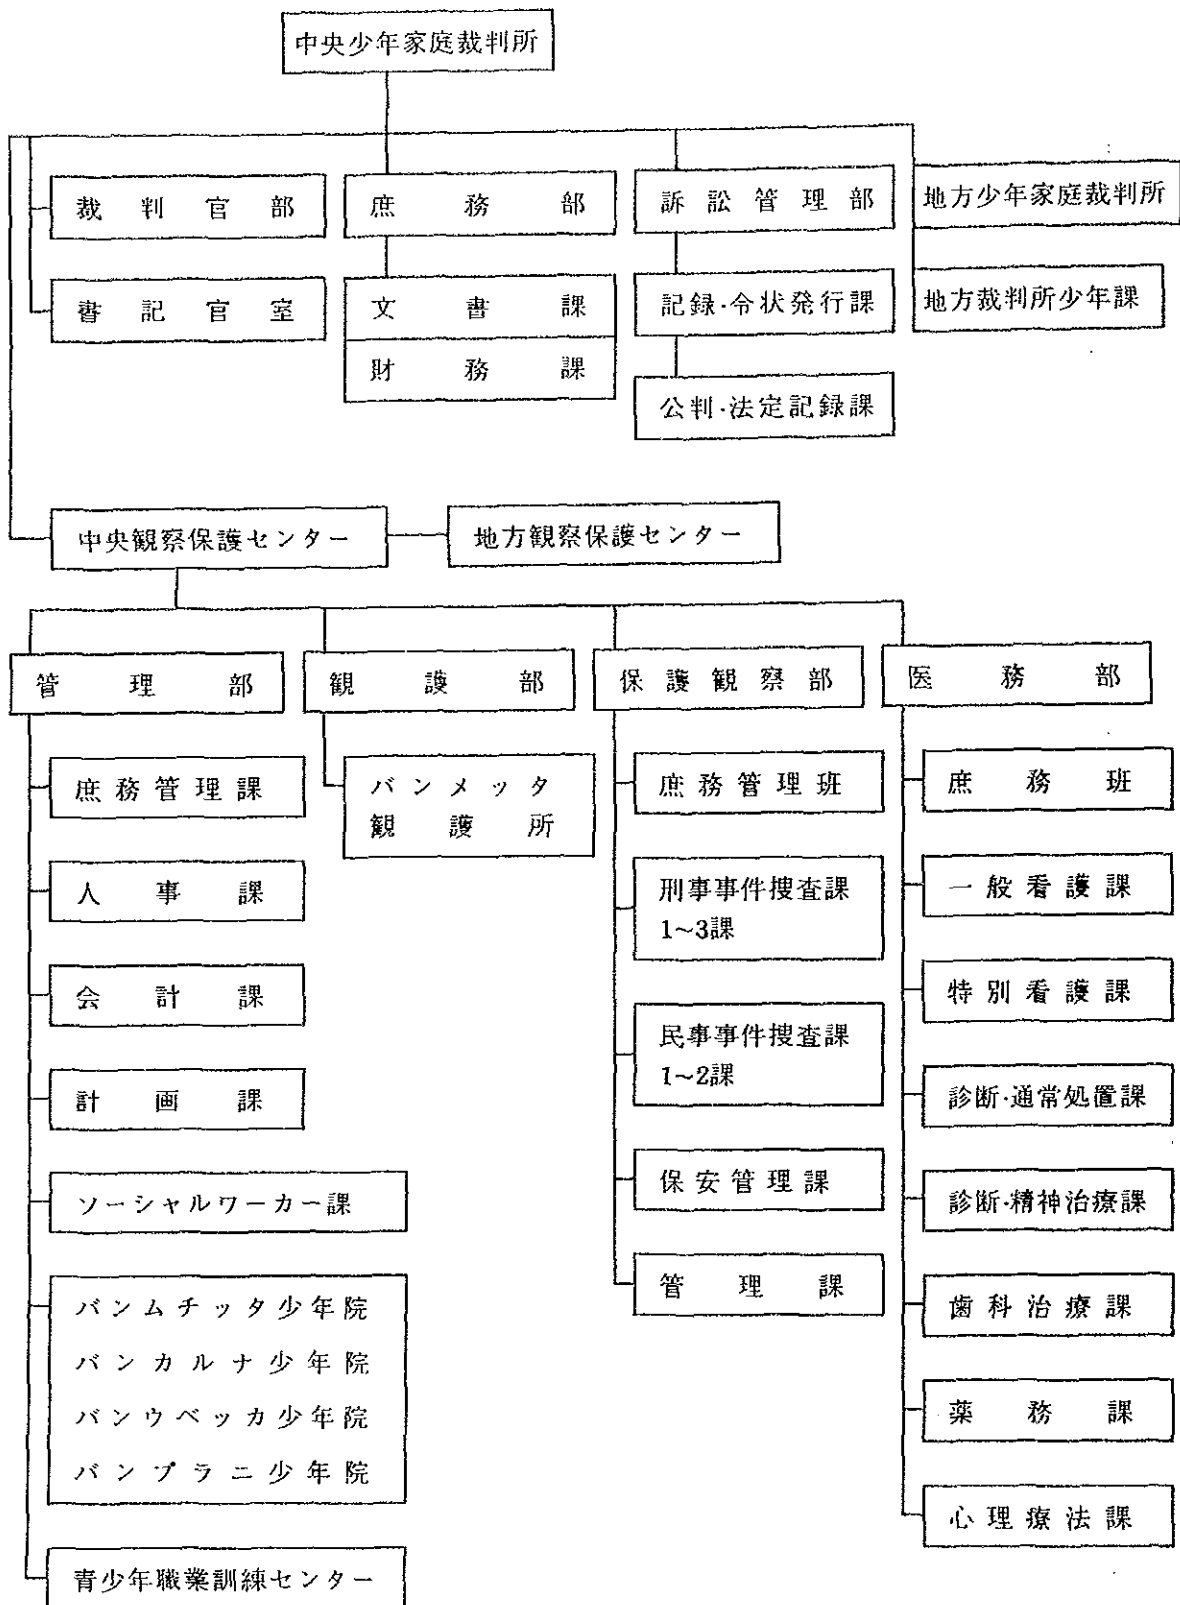 中央少年家庭裁判所
裁判官部
庶務部
訴訟管理部
地方少年家庭裁判所
書記官室
文書課
財務課
記録・令状発行課
地方裁判所少年課
公判・法定記録課
中央観察保護センター
地方観察保護センター
管理部
観護部
保護観察部
医務部
庶務管理課
人事課
会計課
計画課
ソーシャルワーカー課
バンムチッタ少年院
バンカルナ少年院
バンウベッカ少年院
バンプラニ少年院
青少年職業訓練センター
バンメッタ
観護所
庶務管理班
刑事事件捜査課
1~3課
民事事件捜査課
1~2課
保安管理課
管理課
庶務班
一般看護課
特別看護課
診断・通常処置課
診断・精神治療課
歯科治療課
薬務課
心理療法課